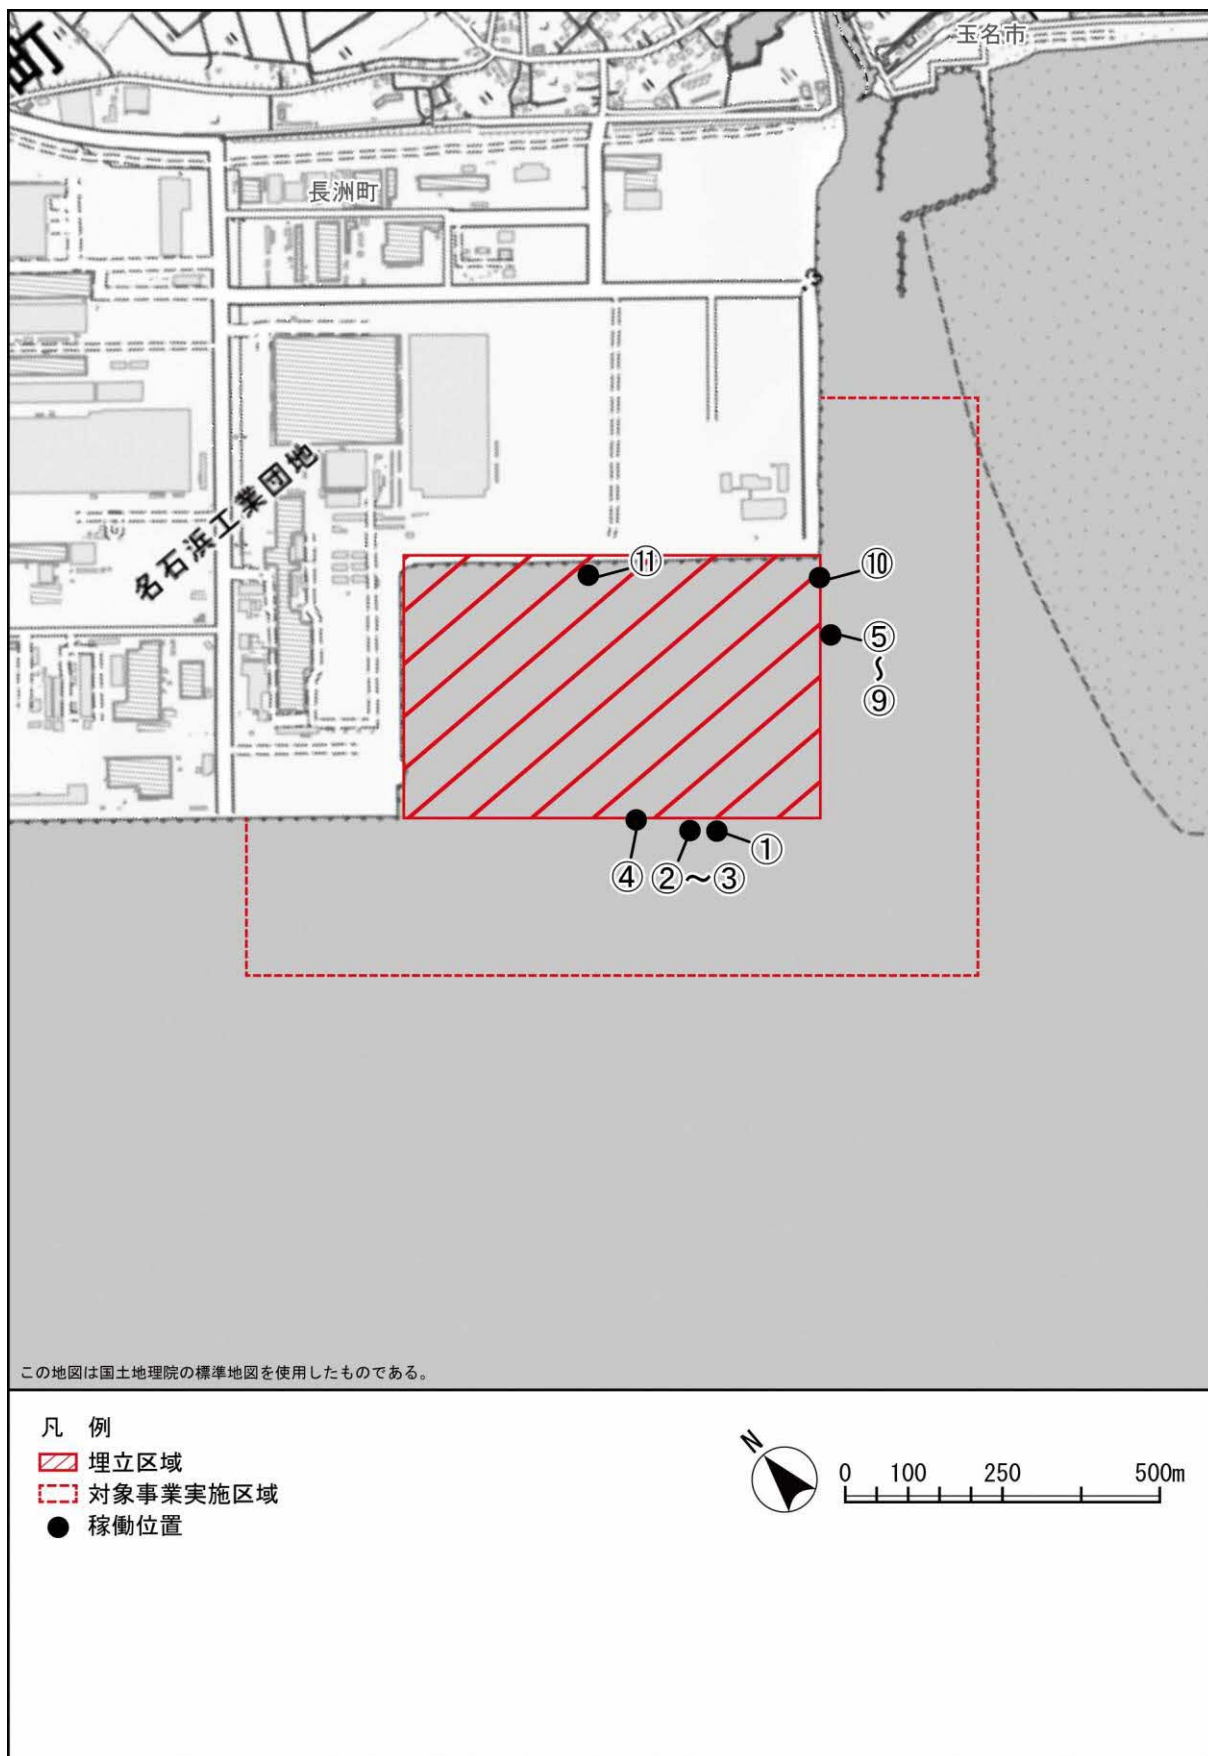 町
玉名市
長洲町
名石浜工業団地
⑪
⑩
⑤
〜
⑨
①
④ ②〜③
この地図は国土地理院の標準地図を使用したものである。
凡 例
埋立区域
対象事業実施区域
稼働位置
N
0 100 250 500m